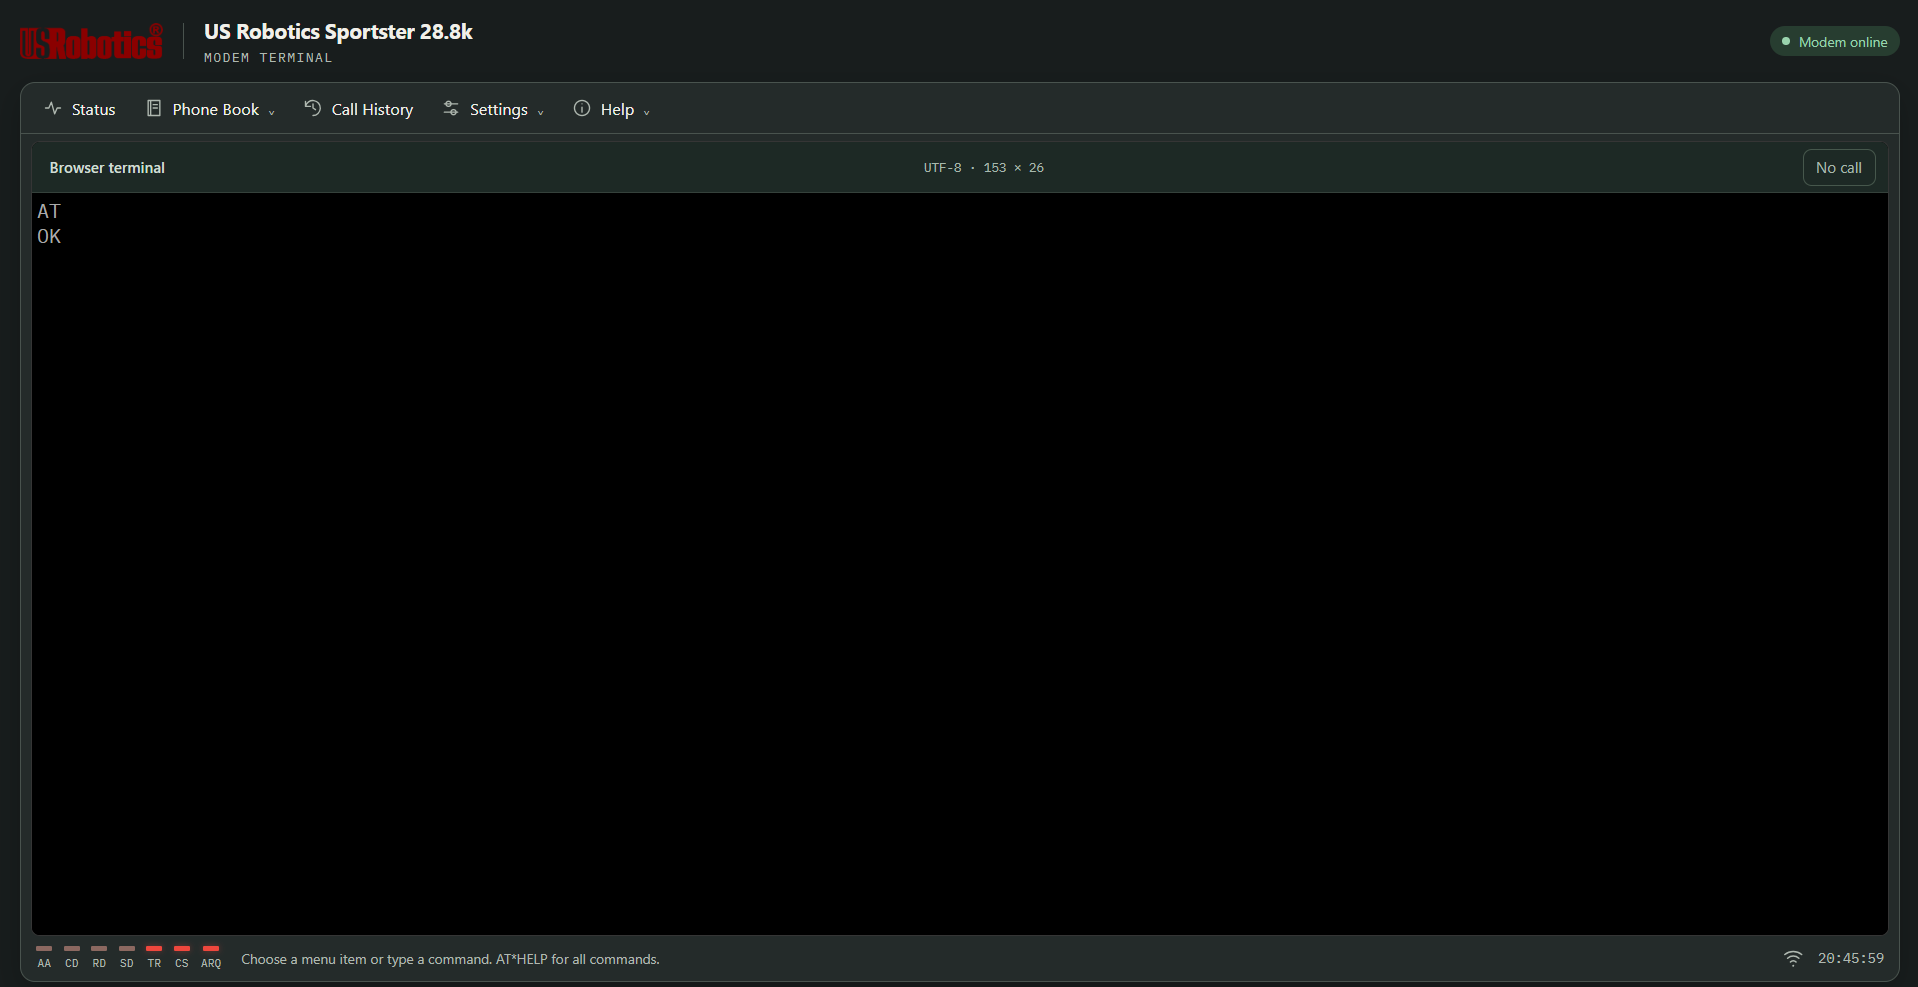 USRobotics®
US Robotics Sportster 28.8k
MODEM TERMINAL
Modem online
Status
Phone Book
Call History
Settings
Help
Browser terminal
UTF-8 · 153 × 26
No call
AT
OK
AA CD RD SD TR CS ARQ
Choose a menu item or type a command. AT*HELP for all commands.
20:45:59